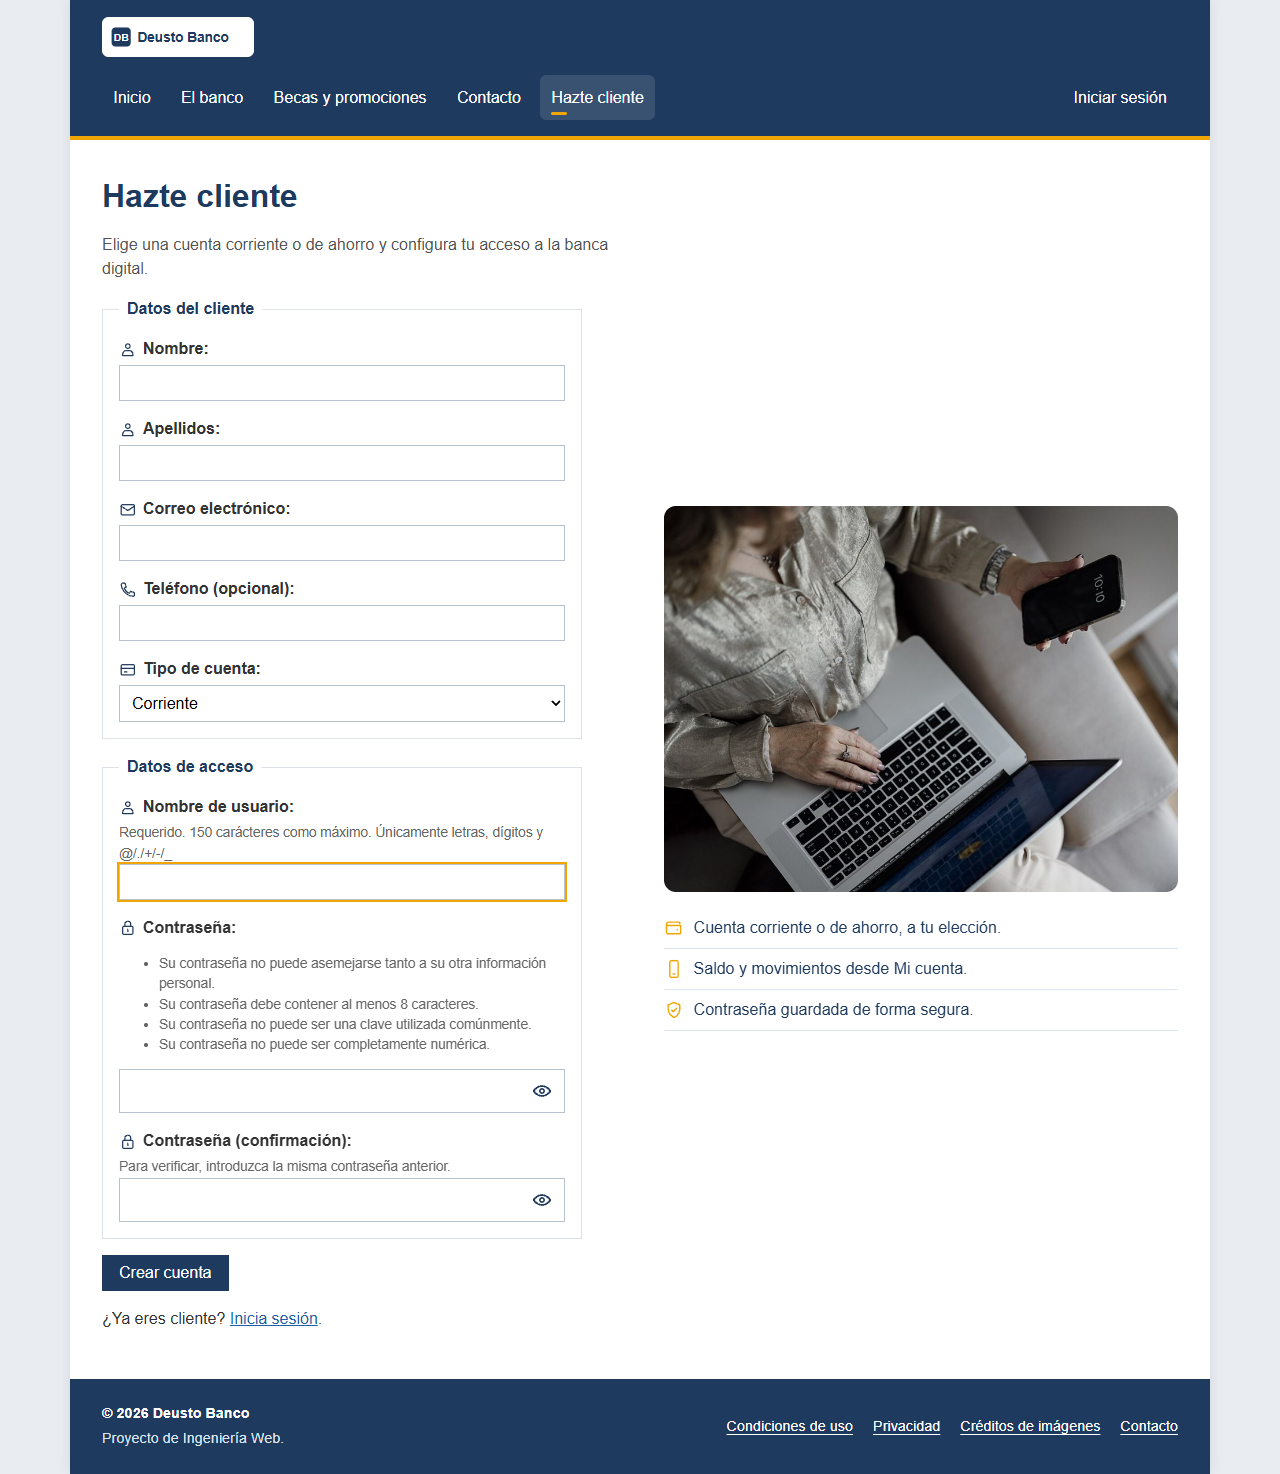 DB Deusto Banco
Inicio El banco Becas y promociones Contacto Hazte cliente Iniciar sesión
Hazte cliente
Elige una cuenta corriente o de ahorro y configura tu acceso a la banca
digital.
Datos del cliente
Nombre:
Apellidos:
Correo electrónico:
Teléfono (opcional):
Tipo de cuenta:
Corriente
Datos de acceso
Nombre de usuario:
Requerido. 150 carácteres como máximo. Únicamente letras, dígitos y
@/./+/-/_
Contraseña:
Su contraseña no puede asemejarse tanto a su otra información
personal.
Su contraseña debe contener al menos 8 caracteres.
Su contraseña no puede ser una clave utilizada comúnmente.
Su contraseña no puede ser completamente numérica.
Contraseña (confirmación):
Para verificar, introduzca la misma contraseña anterior.
Crear cuenta
¿Ya eres cliente? Inicia sesión.
10:10
Cuenta corriente o de ahorro, a tu elección.
Saldo y movimientos desde Mi cuenta.
Contraseña guardada de forma segura.
© 2026 Deusto Banco
Proyecto de Ingeniería Web.
Condiciones de uso Privacidad Créditos de imágenes Contacto